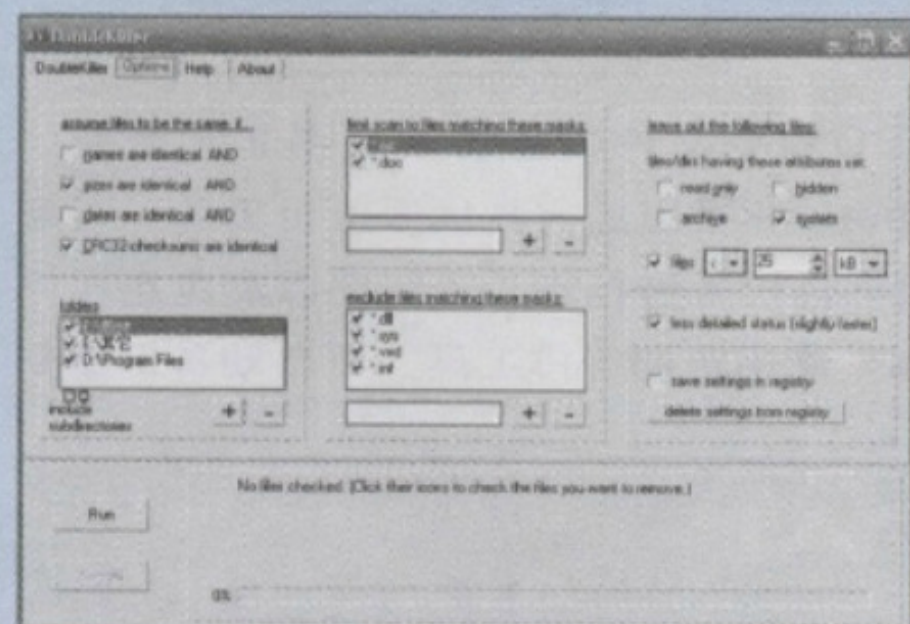 DoubleKiller
DoubleKiller Options Help About
assume files to be the same, if...
names are identical AND
sizes are identical AND
dates are identical AND
CRC32-checksums are identical
folders
E:\其它
D:\Program Files
include
subdirectories
+ -
limit scan to files matching these masks:
*.doc
+ -
exclude files matching these masks:
*.dll
*.sys
*.vxd
*.inf
+ -
leave out the following files:
files/dirs having these attributes set:
read only hidden
archive system
files < 25 kB
less detailed status (slightly faster)
save settings in registry
delete settings from registry
No files checked. (Click their icons to check the files you want to remove.)
Run
0%